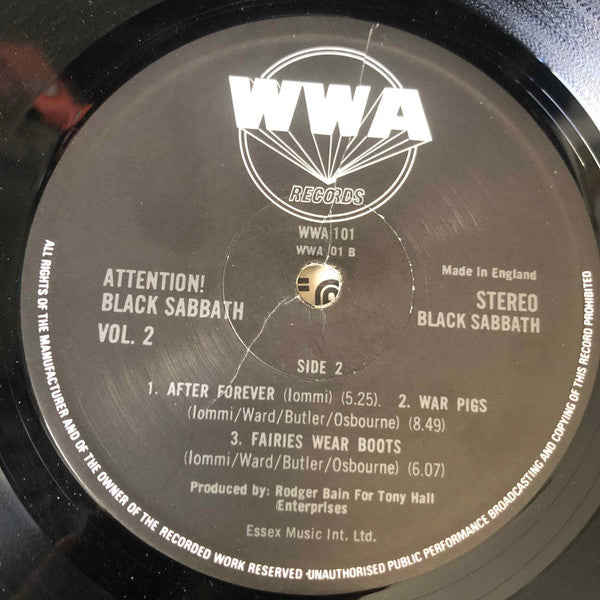 WWA
RECORDS
WWA 101
WWA 101 B
ATTENTION!
BLACK SABBATH
VOL. 2
Made in England
STEREO
BLACK SABBATH
SIDE 2
1. AFTER FOREVER (Iommi) (5.25). 2. WAR PIGS
(Iommi/Ward/Butler/Osbourne) (8.49)
3. FAIRIES WEAR BOOTS
(Iommi/Ward/Butler/Osbourne) (6.07)
Produced by: Rodger Bain For Tony Hall
Enterprises
Essex Music Int. Ltd.
ALL RIGHTS OF THE MANUFACTURER AND OF THE OWNER OF THE RECORDED WORK RESERVED ·UNAUTHORISED PUBLIC PERFORMANCE BROADCASTING AND COPYING OF THIS RECORD PROHIBITED